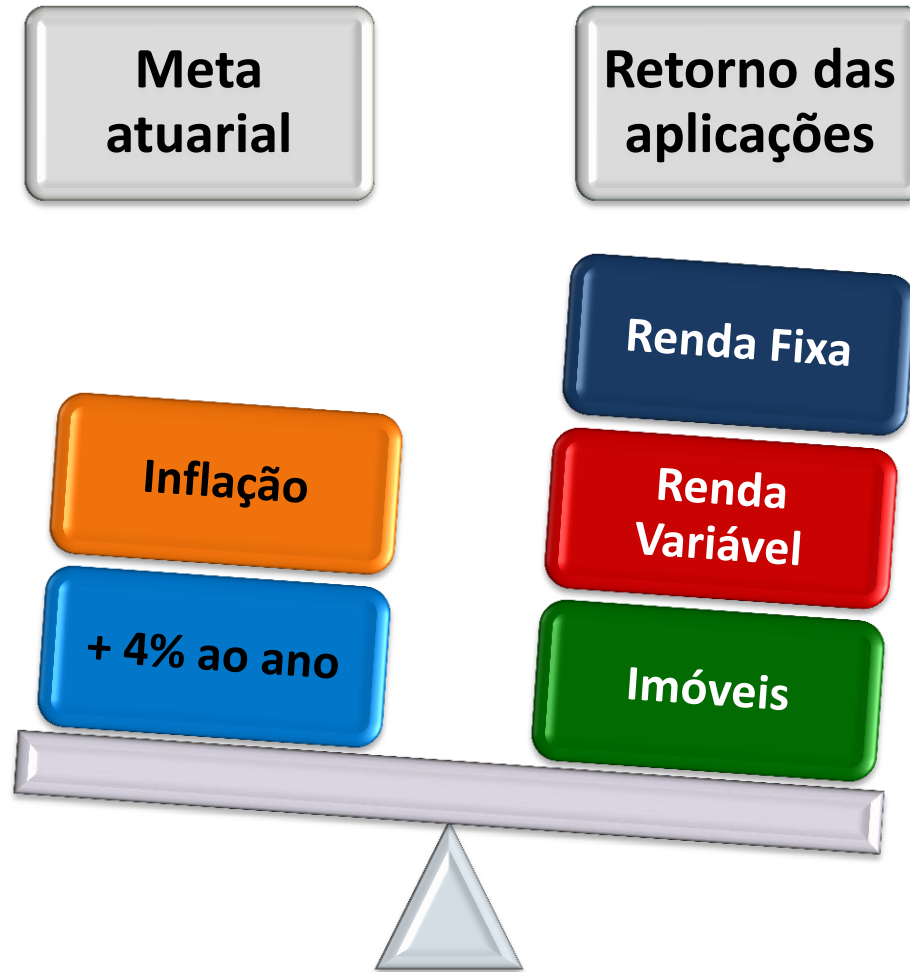 Meta
atuarial
Retorno das
aplicações
Inflação
+ 4% ao ano
Renda Fixa
Renda
Variável
Imóveis